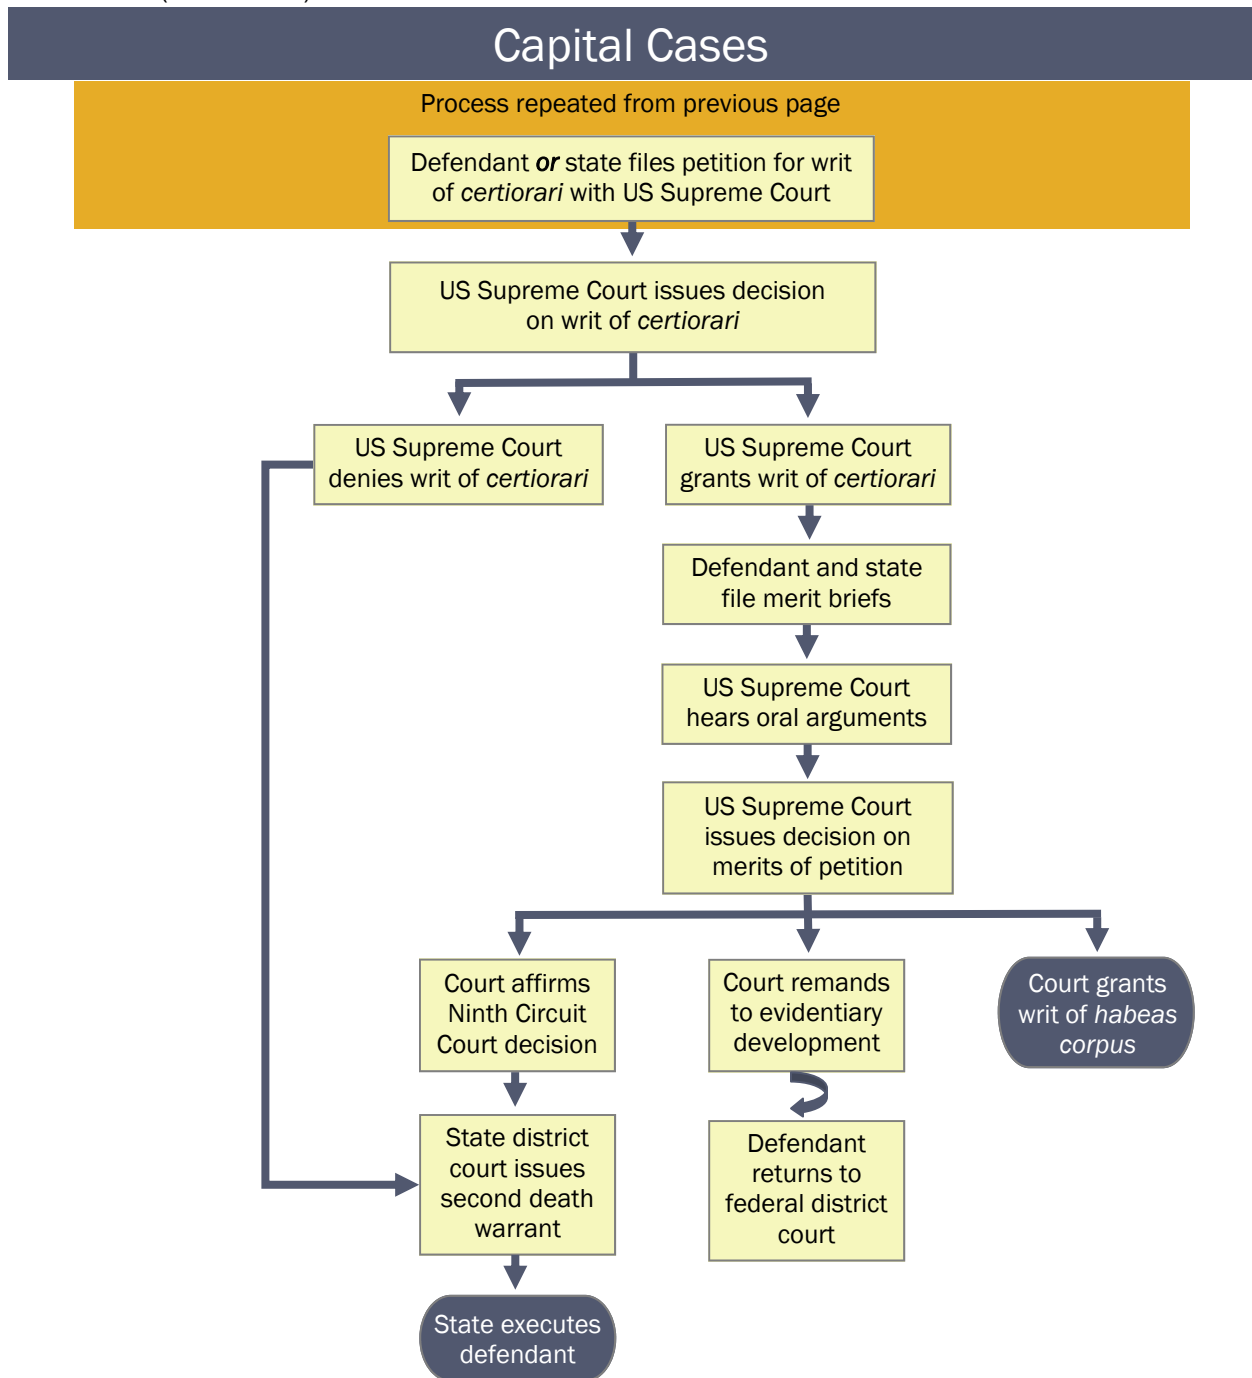 Capital Cases
Process repeated from previous page
Defendant or state files petition for writ
of certiorari with US Supreme Court
US Supreme Court issues decision
on writ of certiorari
US Supreme Court
denies writ of certiorari
US Supreme Court
grants writ of certiorari
Defendant and state
file merit briefs
US Supreme Court
hears oral arguments
US Supreme Court
issues decision on
merits of petition
Court affirms
Ninth Circuit
Court decision
Court remands
to evidentiary
development
Court grants
writ of habeas
corpus
State district
court issues
second death
warrant
Defendant
returns to
federal district
court
State executes
defendant